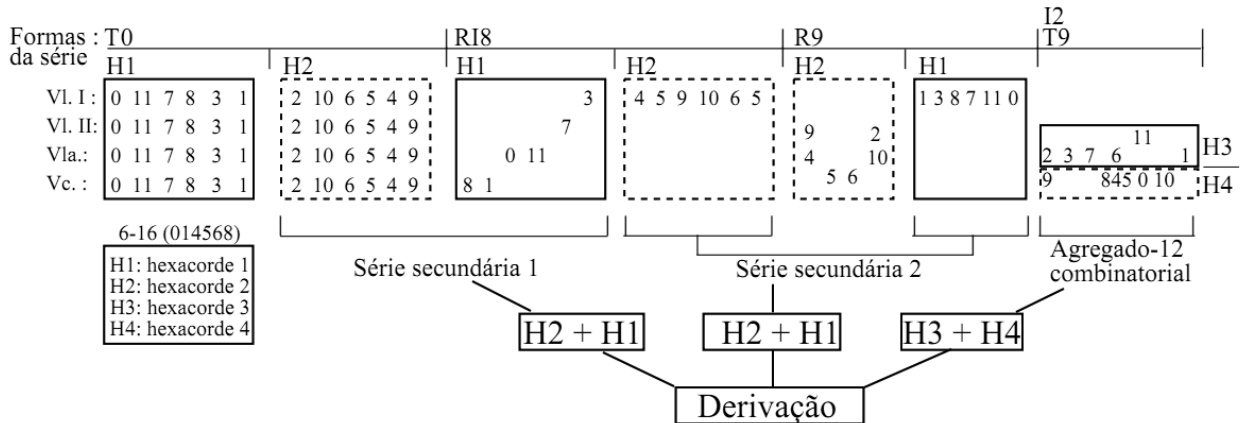 I2
Formas : T0 RI8 R9 T9
da série
H1 H2 H1 H2 H2 H1
Vl. I : 0 11 7 8 3 1 2 10 6 5 4 9 3 4 5 9 10 6 5 1 3 8 7 11 0
Vl. II: 0 11 7 8 3 1 2 10 6 5 4 9 7 9 2 11
Vla.: 0 11 7 8 3 1 2 10 6 5 4 9 0 11 4 10 2 3 7 6 1 H3
Vc. : 0 11 7 8 3 1 2 10 6 5 4 9 8 1 5 6 9 845 0 10 H4
6-16 (014568)
H1: hexacorde 1
H2: hexacorde 2
H3: hexacorde 3
H4: hexacorde 4
Série secundária 1 Série secundária 2 Agregado-12
combinatorial
H2 + H1 H2 + H1 H3 + H4
Derivação